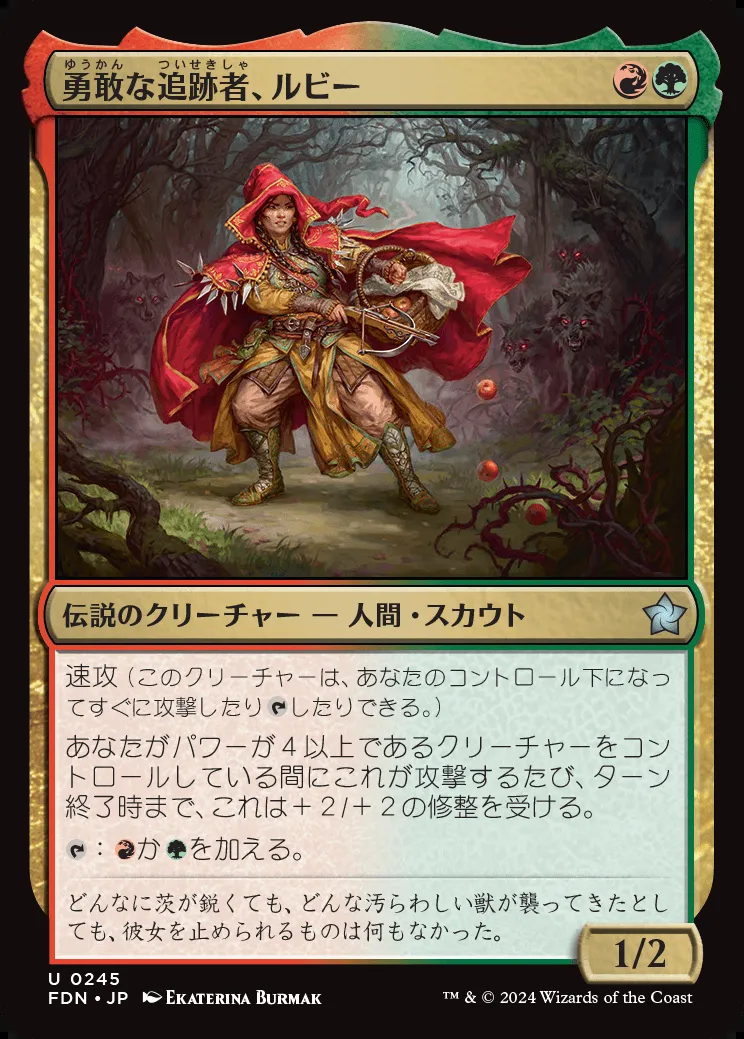 ゆうかん ついせきしゃ
勇敢な追跡者、ルビー
伝説のクリーチャー — 人間・スカウト
速攻（このクリーチャーは、あなたのコントロール下になっ
てすぐに攻撃したりしたりできる。）
あなたがパワーが４以上であるクリーチャーをコン
トロールしている間にこれが攻撃するたび、ターン
終了時まで、これは＋２/＋２の修整を受ける。
：か を加える。
どんなに茨が鋭くても、どんな汚らわしい獣が襲ってきたとし
ても、彼女を止められるものは何もなかった。
1/2
U 0245
FDN • JP Ekaterina Burmak
™ & © 2024 Wizards of the Coast